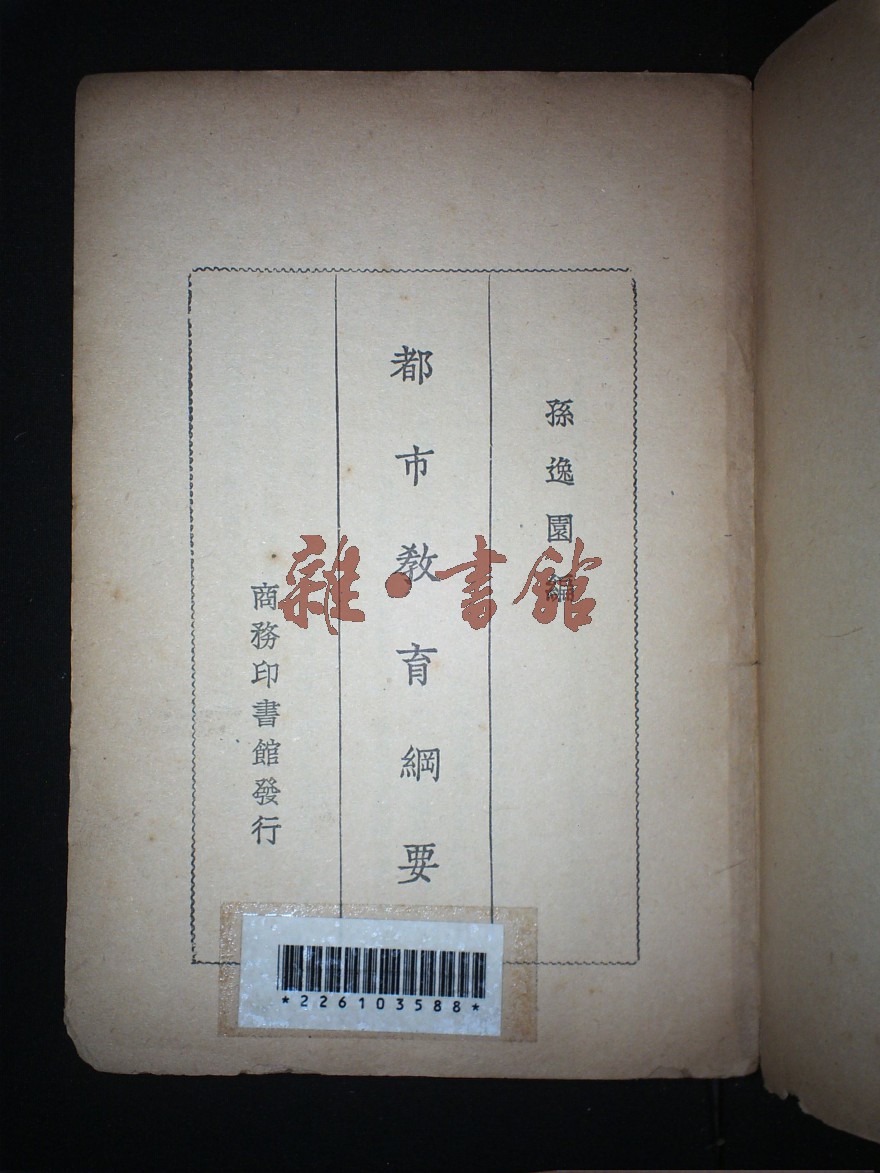 孫逸園編
都市教育綱要
商務印書館發行
雜·書館
*226103588*